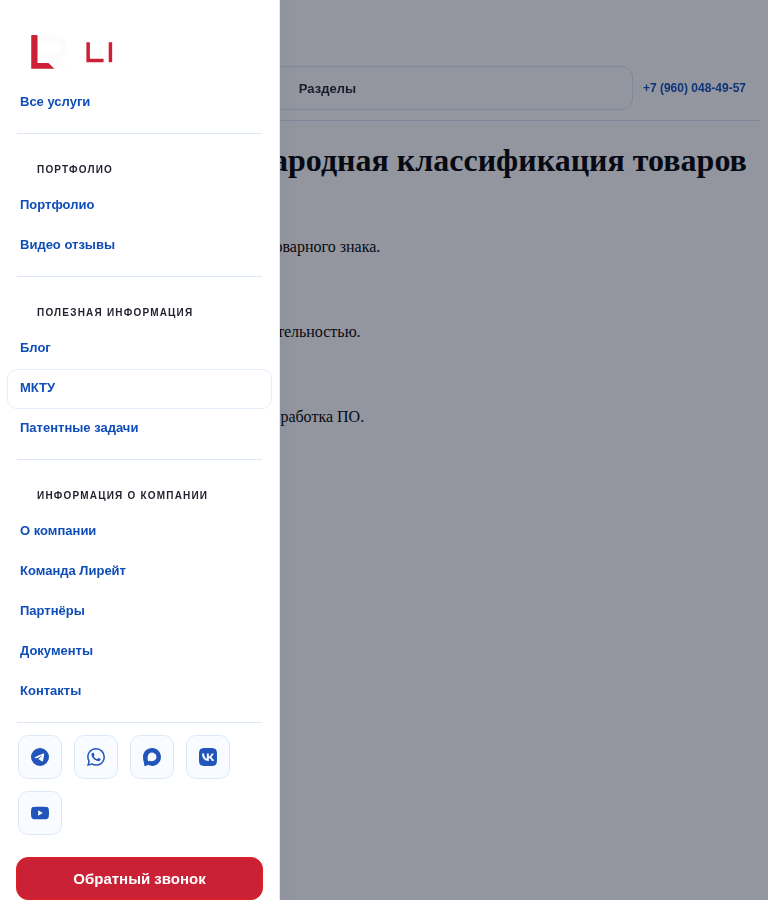 LI
Все услуги
ПОРТФОЛИО
Портфолио
Видео отзывы
ПОЛЕЗНАЯ ИНФОРМАЦИЯ
Блог
МКТУ
Патентные задачи
ИНФОРМАЦИЯ О КОМПАНИИ
О компании
Команда Лирейт
Партнёры
Документы
Контакты
Обратный звонок
Разделы
+7 (960) 048-49-57
ародная классификация товаров
оварного знака.
тельностью.
работка ПО.